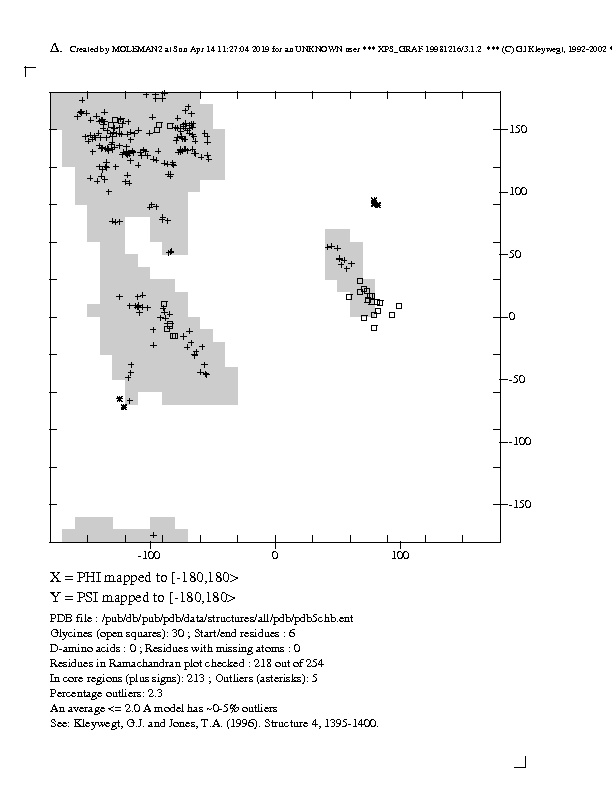 Δ. Created by MOLEMAN2 at Sun Apr 14 11:27:04 2019 for an UNKNOWN user *** XPS_GRAF 19981216/3.1.2 *** (C) GJ Kleywegt, 1992-2002
150
100
50
0
-50
-100
-150
-100 0 100
X = PHI mapped to [-180,180>
Y = PSI mapped to [-180,180>
PDB file : /pub/db/pub/pdb/data/structures/all/pdb/pdb5chb.ent
Glycines (open squares): 30 ; Start/end residues : 6
D-amino acids : 0 ; Residues with missing atoms : 0
Residues in Ramachandran plot checked : 218 out of 254
In core regions (plus signs): 213 ; Outliers (asterisks): 5
Percentage outliers: 2.3
An average <= 2.0 A model has ~0-5% outliers
See: Kleywegt, G.J. and Jones, T.A. (1996). Structure 4, 1395-1400.